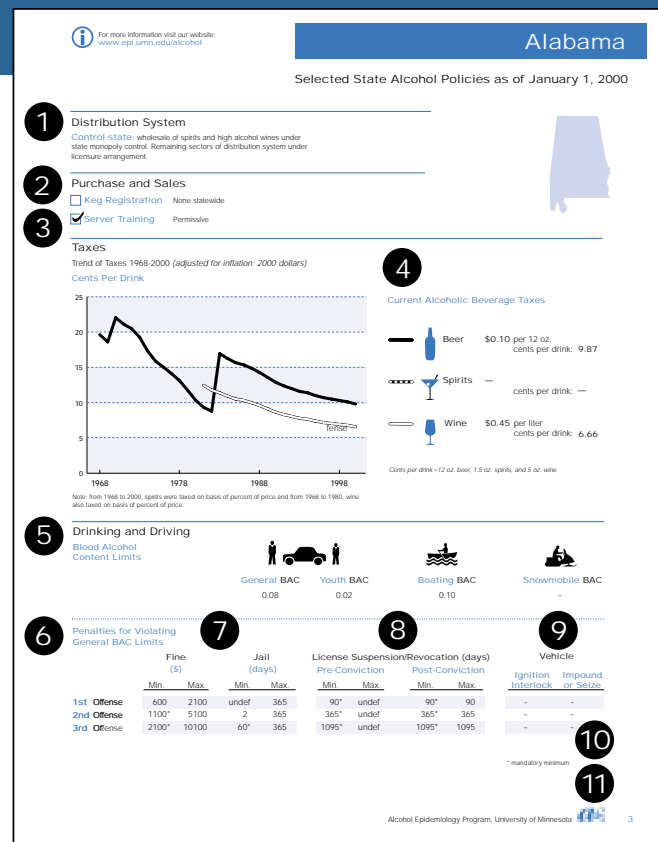 For more information visit our website:
www.epi.umn.edu/alcohol
Alabama
Selected State Alcohol Policies as of January 1, 2000
1
Distribution System
Control state: wholesale of spirits and high alcohol wines under
state monopoly control. Remaining sectors of distribution system under
licensure arrangement.
2
Purchase and Sales
Keg Registration None statewide
3
Server Training Permissive
Taxes
Trend of Taxes 1968-2000 (adjusted for inflation; 2000 dollars)
Cents Per Drink
25
20
15
10
5
0
1968 1978 1988 1998
Tense
Note: from 1968 to 2000, spirits were taxed on basis of percent of price and from 1968 to 1980, wine
also taxed on basis of percent of price.
4
Current Alcoholic Beverage Taxes
Beer $0.10 per 12 oz.
cents per drink: 9.87
Spirits —
cents per drink: —
Wine $0.45 per liter
cents per drink: 6.66
Cents per drink=12 oz. beer, 1.5 oz. spirits, and 5 oz. wine
5
Drinking and Driving
Blood Alcohol
Content Limits
General BAC Youth BAC Boating BAC Snowmobile BAC
0.08 0.02 0.10 -
6
Penalties for Violating
General BAC Limits
7 8 9
Fine Jail License Suspension/Revocation (days) Vehicle
($) (days) Pre-Conviction Post-Conviction
Ignition Impound
Interlock or Seize
Min. Max. Min. Max. Min. Max. Min. Max.
1st Offense 600 2100 undef 365 90* undef 90* 90 - -
2nd Offense 1100* 5100 2 365 365* undef 365* 365 - -
3rd Offense 2100* 10100 60* 365 1095* undef 1095* 1095 - -
10
* mandatory minimum
11
Alcohol Epidemiology Program, University of Minnesota 3